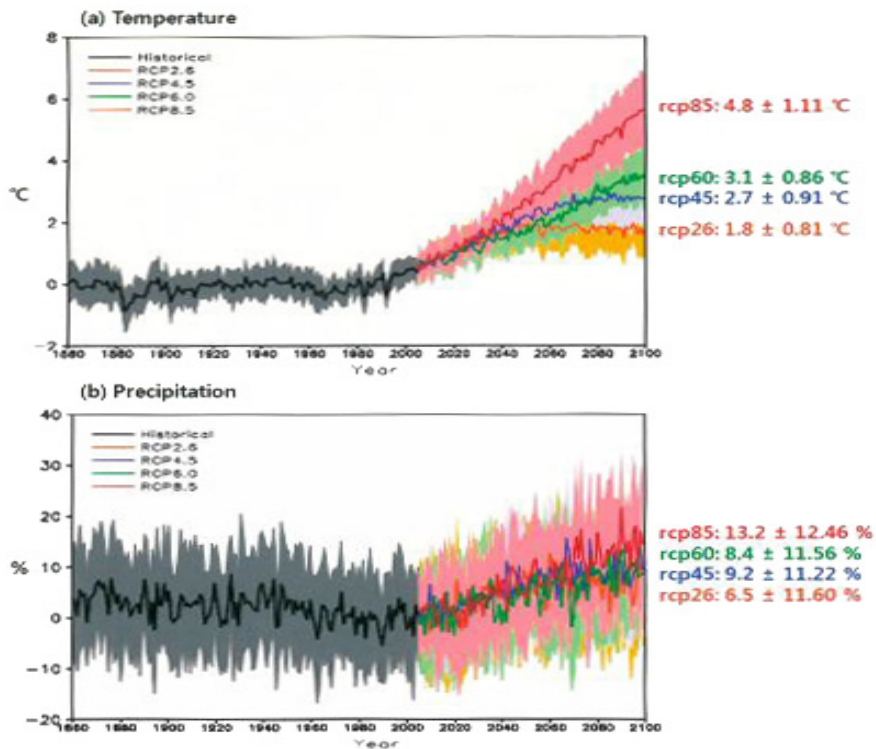 (a) Temperature
8
Historical
RCP2.6
RCP4.5
RCP6.0
RCP8.5
6
rcp85: 4.8 ± 1.11 ℃
4
rcp60: 3.1 ± 0.86 ℃
℃
rcp45: 2.7 ± 0.91 ℃
2
rcp26: 1.8 ± 0.81 ℃
0
-2
1860 1880 1900 1920 1940 1960 1980 2000 2020 2040 2060 2080 2100
Year
(b) Precipitation
40
Historical
RCP2.6
RCP4.5
RCP6.0
RCP8.5
30
20
rcp85: 13.2 ± 12.46 %
rcp60: 8.4 ± 11.56 %
% 10
rcp45: 9.2 ± 11.22 %
rcp26: 6.5 ± 11.60 %
0
-10
-20
1860 1880 1900 1920 1940 1960 1980 2000 2020 2040 2060 2080 2100
Year